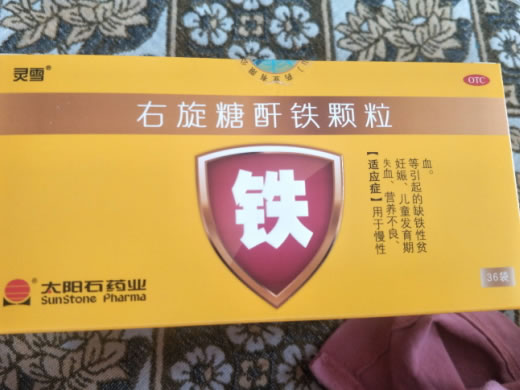 灵雪®
OTC
右旋糖酐铁颗粒
铁
【适应症】用于慢性
失血、营养不良、
妊娠、儿童发育期
等引起的缺铁性贫
血。
太阳石药业
SunStone Pharma
36袋